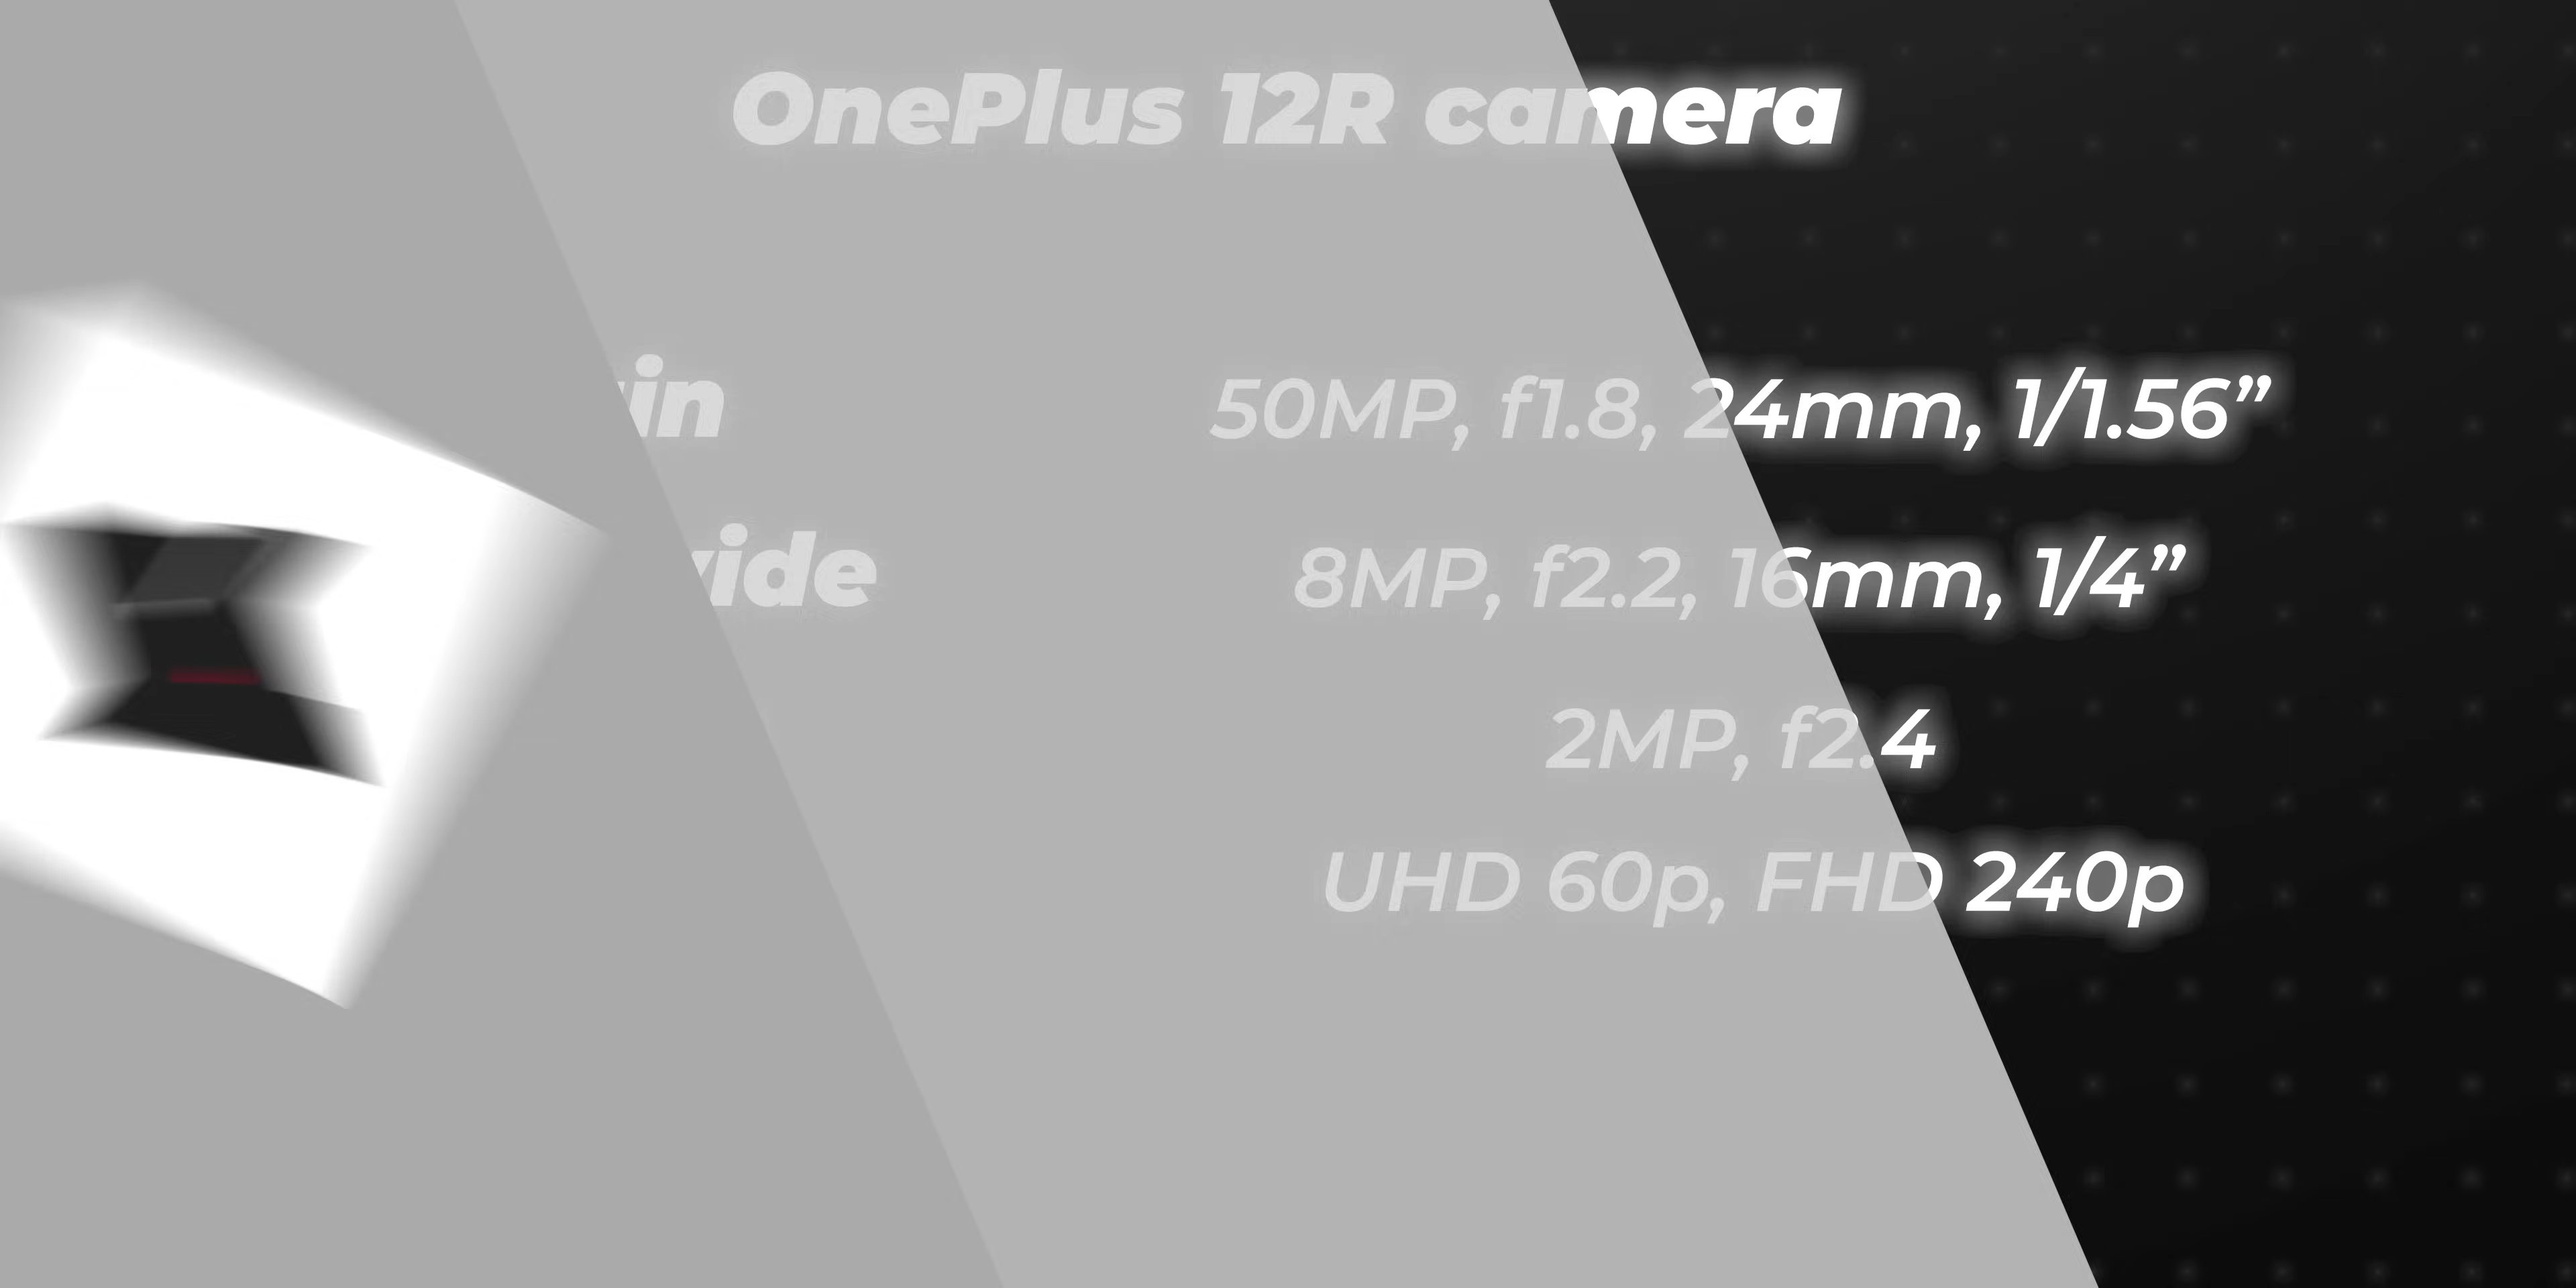 OnePlus 12R camera
in 50MP, f1.8, 24mm, 1/1.56”
vide 8MP, f2.2, 16mm, 1/4”
2MP, f2.4
UHD 60p, FHD 240p